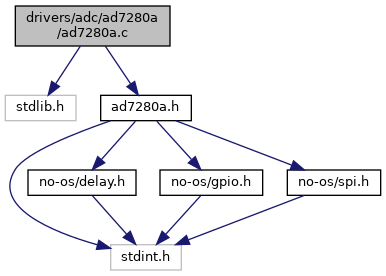 drivers/adc/ad7280a
/ad7280a.c
stdlib.h
ad7280a.h
no-os/delay.h
no-os/gpio.h
no-os/spi.h
stdint.h